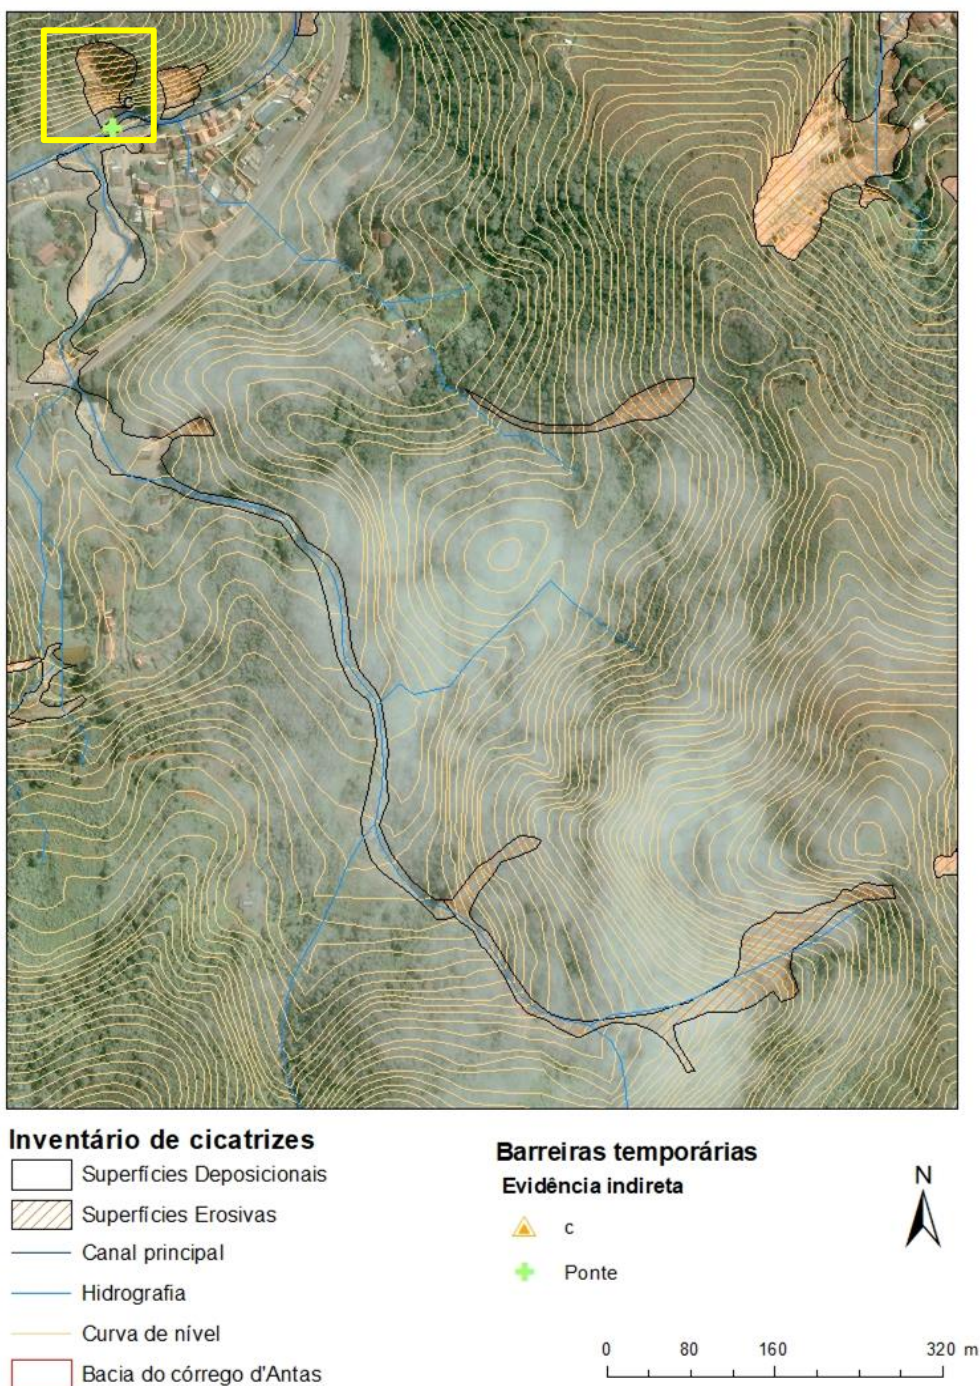 c
Inventário de cicatrizes
Superfícies Deposicionais
Superfícies Erosivas
Canal principal
Hidrografia
Curva de nível
Bacia do córrego d'Antas
Barreiras temporárias
Evidência indireta
c
Ponte
N
0 80 160 320 m